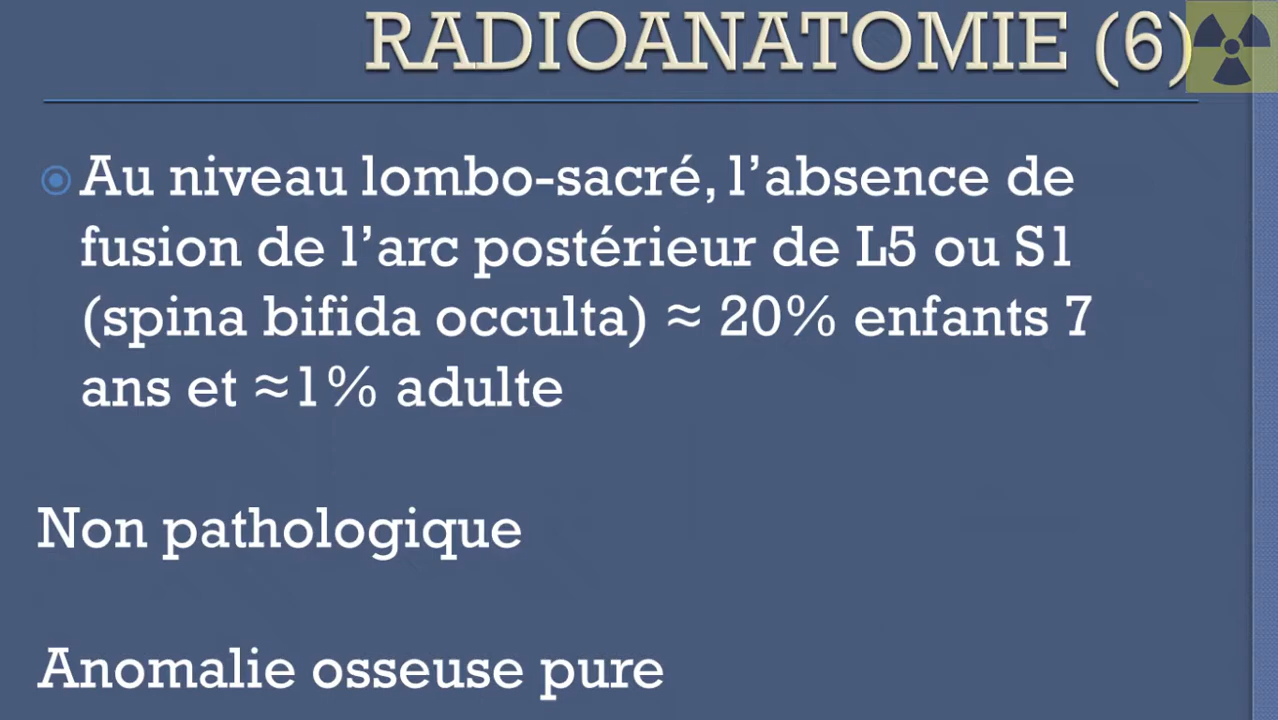 RADIOANATOMIE (6)
Au niveau lombo-sacré, l’absence de
fusion de l’arc postérieur de L5 ou S1
(spina bifida occulta) ≈ 20% enfants 7
ans et ≈1% adulte
Non pathologique
Anomalie osseuse pure